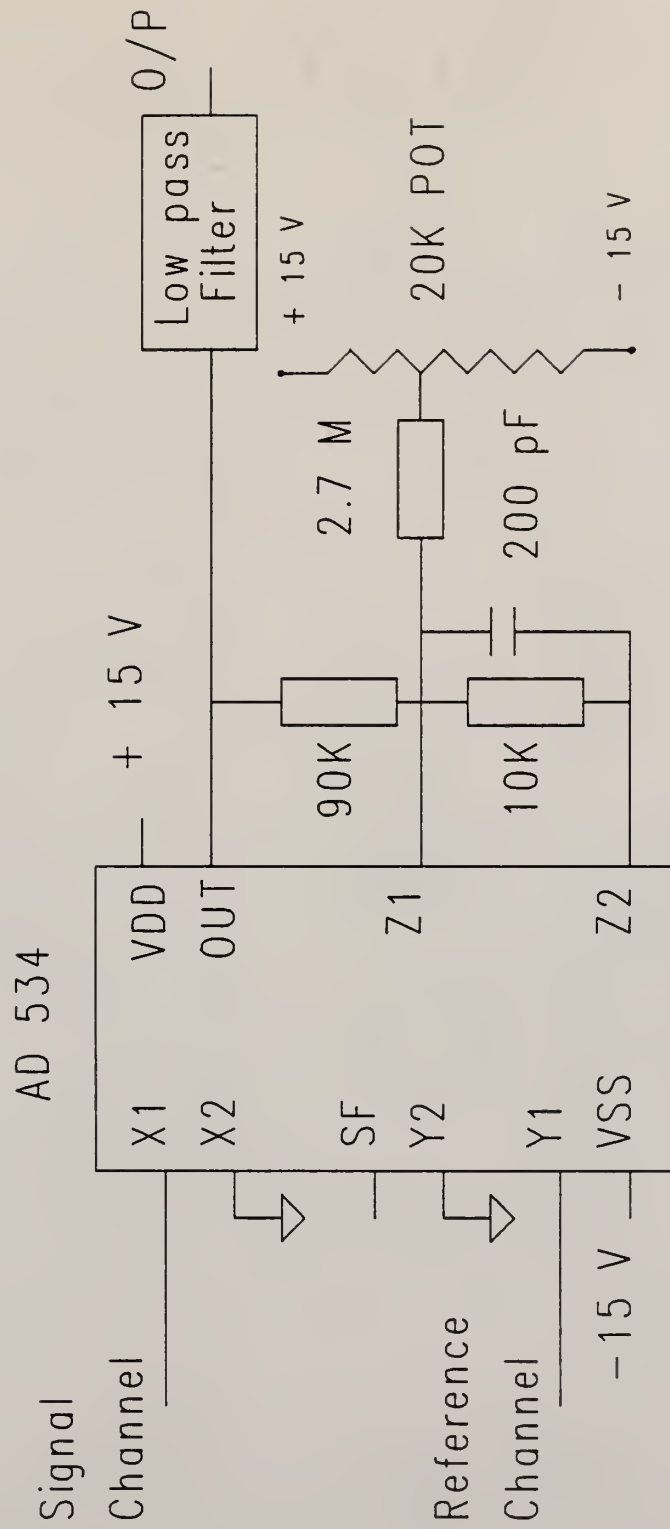 AD 534
Signal
Channel
X1
X2
SF
Y2
Y1
VSS
Reference
Channel
-15 V
VDD
OUT
Z1
Z2
+ 15 V
90K
10K
2.7 M
200 pF
Low pass
Filter
O/P
+ 15 V
20K POT
- 15 V